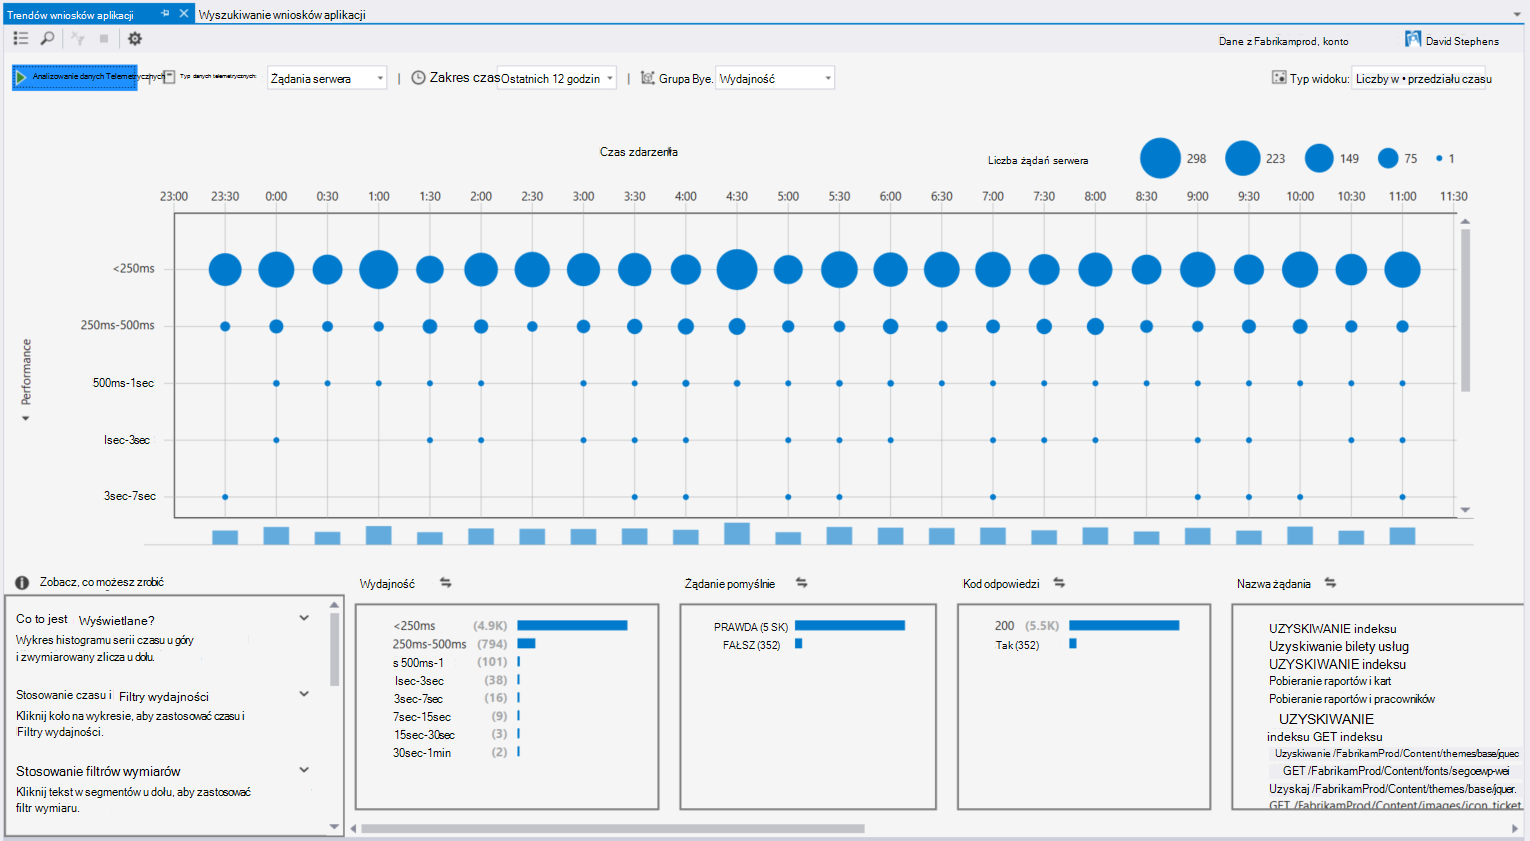 Trendów wniosków aplikacji
Wyszukiwanie wniosków aplikacji
Dane z Fabrikamprod, konto
David Stephens
Analizowanie danych Telemetrycznych
Typ danych telemetrycznych:
Żądania serwera
| Zakres czas
Ostatnich 12 godzin
| Grupa Bye.
Wydajność
Typ widoku:
Liczby w • przedziału czasu
Czas zdarzenia
Liczba żądań serwera
298 223 149 75 1
23:00 23:30 0:00 0:30 1:00 1:30 2:00 2:30 3:00 3:30 4:00 4:30 5:00 5:30 6:00 6:30 7:00 7:30 8:00 8:30 9:00 9:30 10:00 10:30 11:00 11:30
Performance
<250ms
250ms-500ms
500ms-1sec
lsec-3sec
3sec-7sec
Zobacz, co możesz zrobić
Co to jest Wyświetlane?
Wykres histogramu serii czasu u góry
i zwymiarowany zlicza u dołu.
Stosowanie czasu i Filtry wydajności
Kliknij koło na wykresie, aby zastosować czasu i
Filtry wydajności.
Stosowanie filtrów wymiarów
Kliknij tekst w segmentów u dołu, aby zastosować
filtr wymiaru.
Wydajność
<250ms (4.9K)
250ms-500ms (794)
s 500ms-1 (101)
lsec-3sec (38)
3sec-7sec (16)
7sec-15sec (9)
15sec-30sec (3)
30sec-1min (2)
Żądanie pomyślnie
PRAWDA (5 SK)
FAŁSZ (352)
Kod odpowiedzi
200 (5.5K)
Tak (352)
Nazwa żądania
UZYSKIWANIE indeksu
Uzyskiwanie bilety usług
UZYSKIWANIE indeksu
Pobieranie raportów i kart
Pobieranie raportów i pracowników
UZYSKIWANIE
indeksu GET indeksu
Uzyskiwanie /FabrikamProd/Content/themes/base/jquec
GET /FabrikamProd/Content/fonts/segoewp-wei
Uzyskaj /FabrikamProd/Content/themes/base/jquer.
GET /FabrikamProd/Content/images/icon_ticket